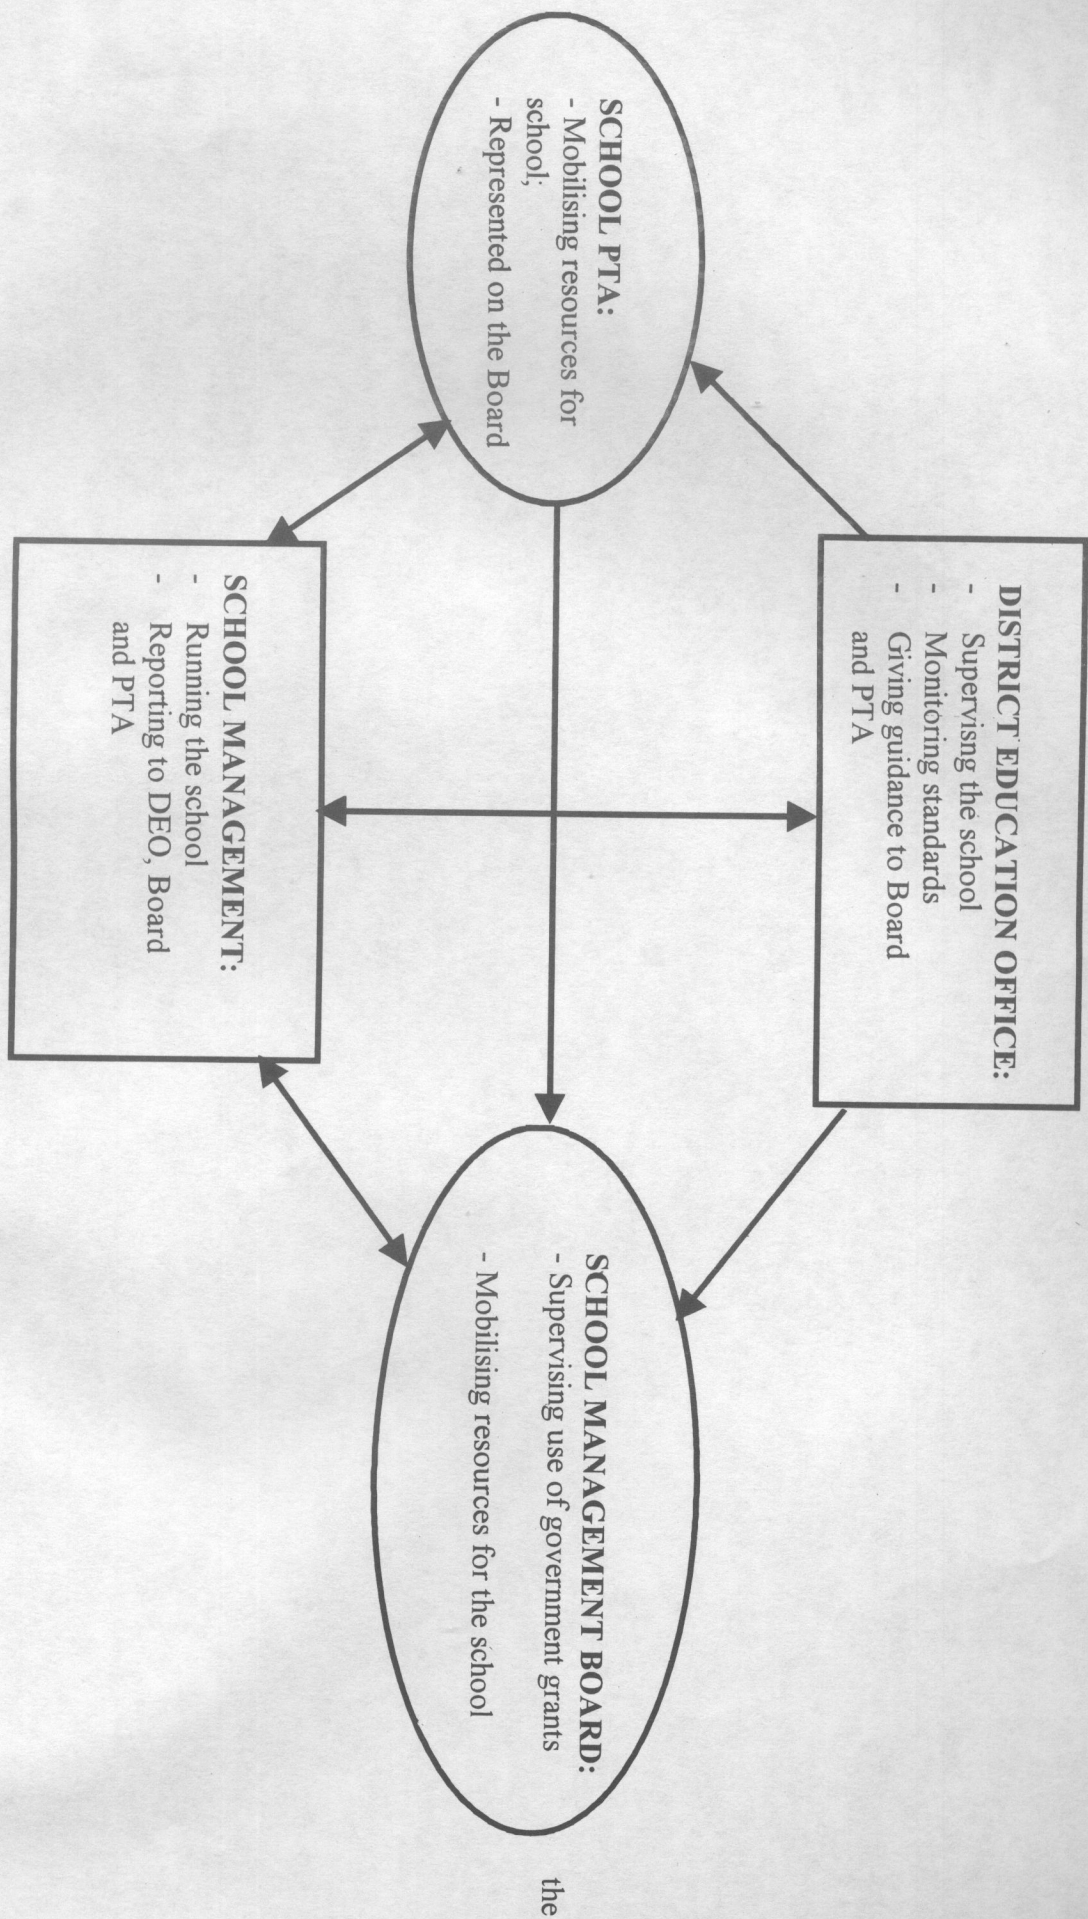 DISTRICT EDUCATION OFFICE:
- Supervisng the school
- Monitoring standards
- Giving guidance to Board
and PTA
SCHOOL PTA:
- Mobilising resources for
school;
- Represented on the Board
SCHOOL MANAGEMENT BOARD:
- Supervising use of government grants
- Mobilising resources for the school
the
SCHOOL MANAGEMENT:
- Running the school
- Reporting to DEO, Board
and PTA